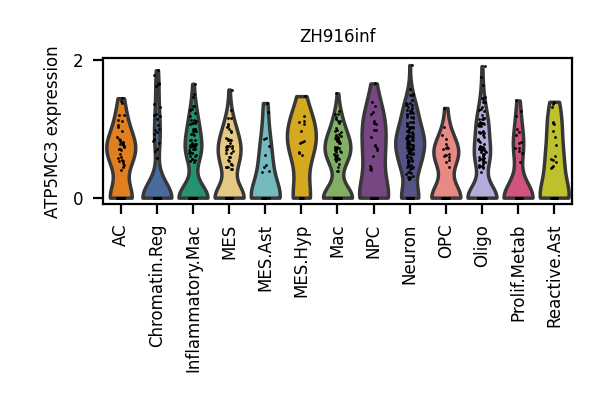 ZH916inf
ATP5MC3 expression
2
0
AC
Chromatin.Reg
Inflammatory.Mac
MES
MES.Ast
MES.Hyp
Mac
NPC
Neuron
OPC
Oligo
Prolif.Metab
Reactive.Ast